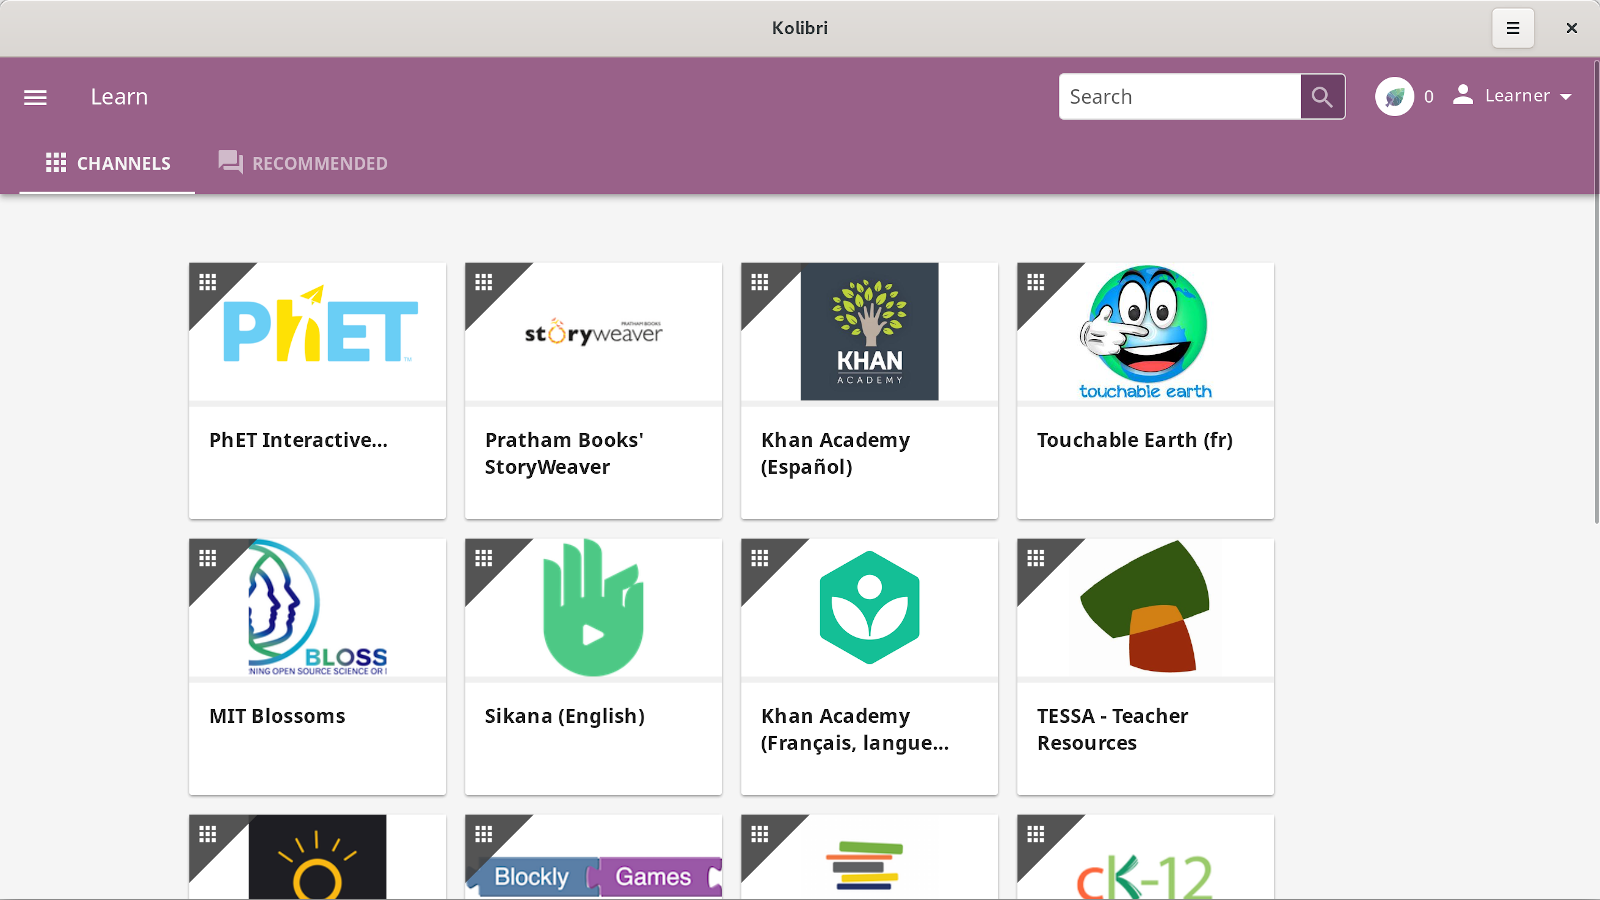 Kolibri
Learn
Search
0
Learner
CHANNELS
RECOMMENDED
PhET
TM
PRATHAM BOOKS
storyweaver
KHAN
ACADEMY
touchable earth
PhET Interactive...
Pratham Books'
StoryWeaver
Khan Academy
(Español)
Touchable Earth (fr)
BLOSS
NING OPEN SOURCE SCIENCE OR
MIT Blossoms
Sikana (English)
Khan Academy
(Français, langue...
TESSA - Teacher
Resources
Blockly Games
cK-12